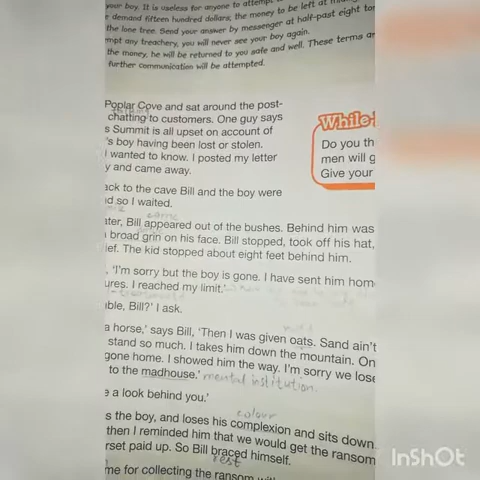 your boy. It is useless for anyone to attempt
demand fifteen hundred dollars, the money to be left at
the lone tree. Send your answer by messenger at half-past eight
mpt any treachery, you will never see your boy again.
the money, he will be returned to you safe and well. These terms
further communication will be attempted.
Poplar Cove and sat around the post-
chatting to customers. One guy says
s Summit is all upset on account of
's boy having been lost or stolen.
I wanted to know. I posted my letter
y and came away.
While
Do you th
men will g
Give your
ack to the cave Bill and the boy were
nd so I waited.
came
ater, Bill appeared out of the bushes. Behind him was
broad grin on his face. Bill stopped, took off his hat,
ief. The kid stopped about eight feet behind him.
, 'I'm sorry but the boy is gone. I have sent him hom
ures. I reached my limit.'
ble, Bill?' I ask.
a horse,' says Bill, 'Then I was given oats. Sand ain't
stand so much. I takes him down the mountain. On
gone home. I showed him the way. I'm sorry we lose
to the madhouse.' mental institution.
e a look behind you.'
colour
s the boy, and loses his complexion and sits down.
then I reminded him that we would get the ransom
rset paid up. So Bill braced himself.
rest
me for collecting the ransom
InShOt